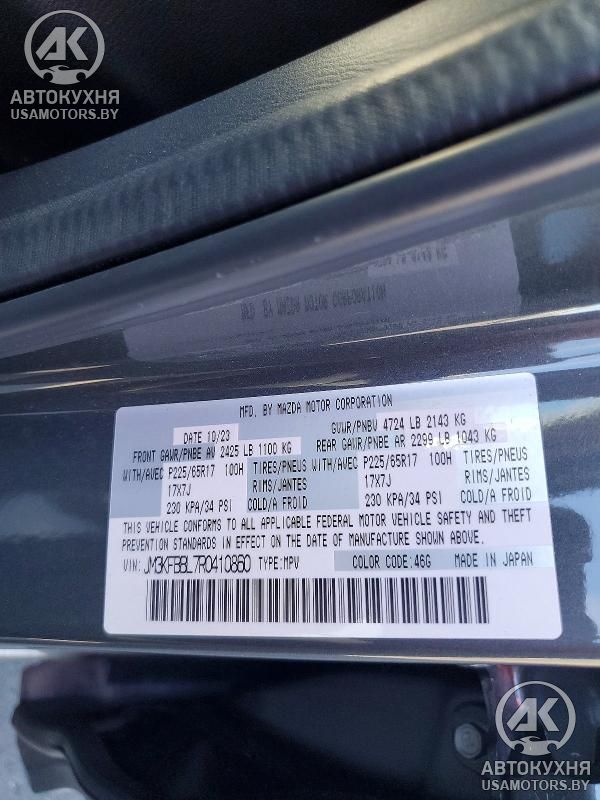 AK
АВТОКУХНЯ
USAMOTORS.BY
MFD. BY MAZDA MOTOR CORPORATION
DATE 10/23 GVWR/PNBV 4724 LB 2143 KG
FRONT GAWR/PNBE AV 2425 LB 1100 KG REAR GAWR/PNBE AR 2299 LB 1043 KG
WITH/AVEC P225/65R17 100H TIRES/PNEUS WITH/AVEC P225/65R17 100H TIRES/PNEUS
17X7J RIMS/JANTES 17X7J RIMS/JANTES
230 KPA/34 PSI COLD/A FROID 230 KPA/34 PSI COLD/A FROID
THIS VEHICLE CONFORMS TO ALL APPLICABLE FEDERAL MOTOR VEHICLE SAFETY AND THEFT
STANDARDS IN EFFECT ON THE DATE OF MANUFACTURE SHOWN ABOVE.
VIN: JM3KFBBL7R0410860 TYPE:MPV COLOR CODE:46G MADE IN JAPAN
AK
АВТОКУХНЯ
USAMOTORS.BY